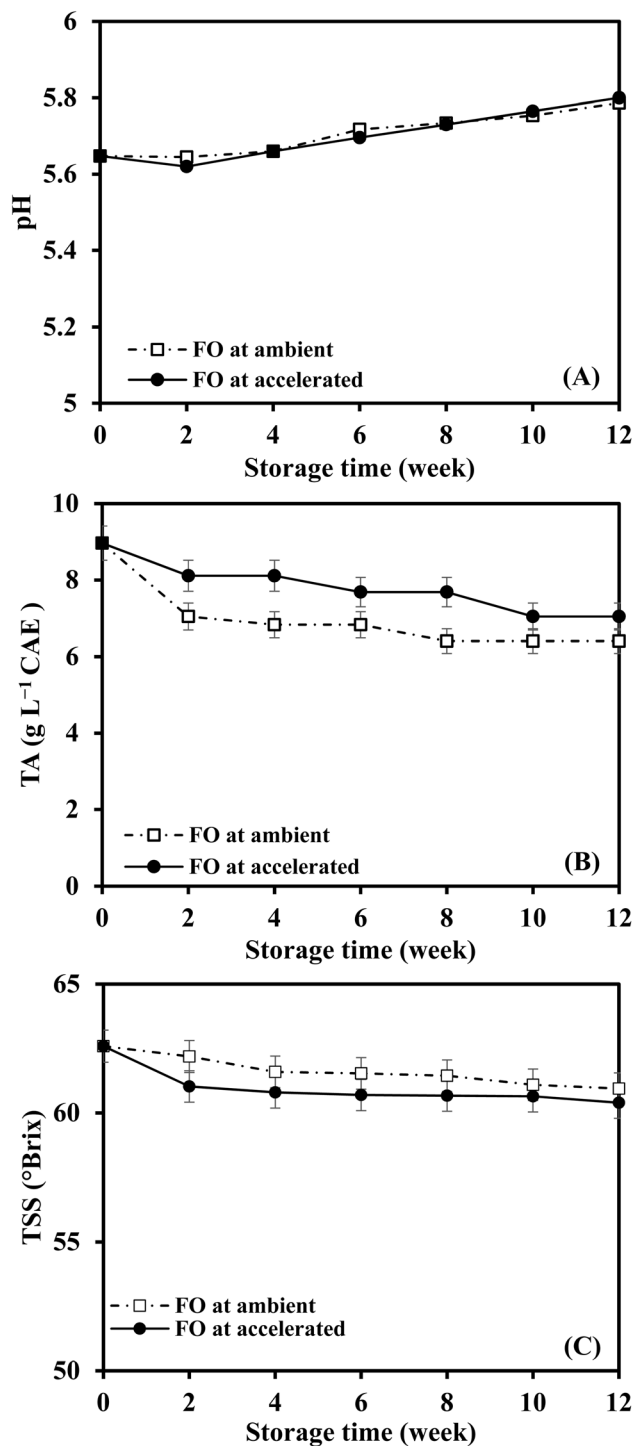 6
5.8
5.6
5.4
5.2
5
pH
FO at ambient
FO at accelerated
(A)
0 2 4 6 8 10 12
Storage time (week)
10
8
6
4
2
0
TA (g L⁻¹ CAE )
FO at ambient
FO at accelerated
(B)
0 2 4 6 8 10 12
Storage time (week)
65
60
55
50
TSS (°Brix)
FO at ambient
FO at accelerated
(C)
0 2 4 6 8 10 12
Storage time (week)